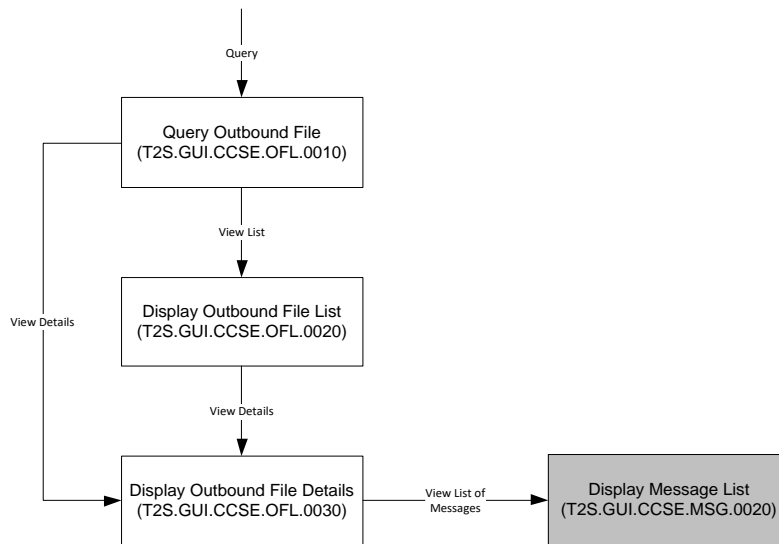 Query
Query Outbound File
(T2S.GUI.CCSE.OFL.0010)
View List
Display Outbound File List
(T2S.GUI.CCSE.OFL.0020)
View Details
View Details
Display Outbound File Details
(T2S.GUI.CCSE.OFL.0030)
View List of
Messages
Display Message List
(T2S.GUI.CCSE.MSG.0020)